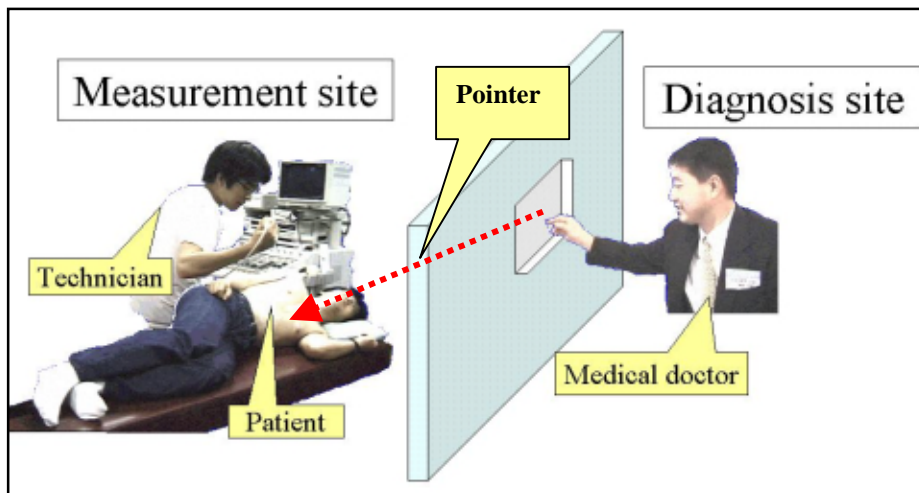 Measurement site
Pointer
Diagnosis site
Technician
Patient
Medical doctor